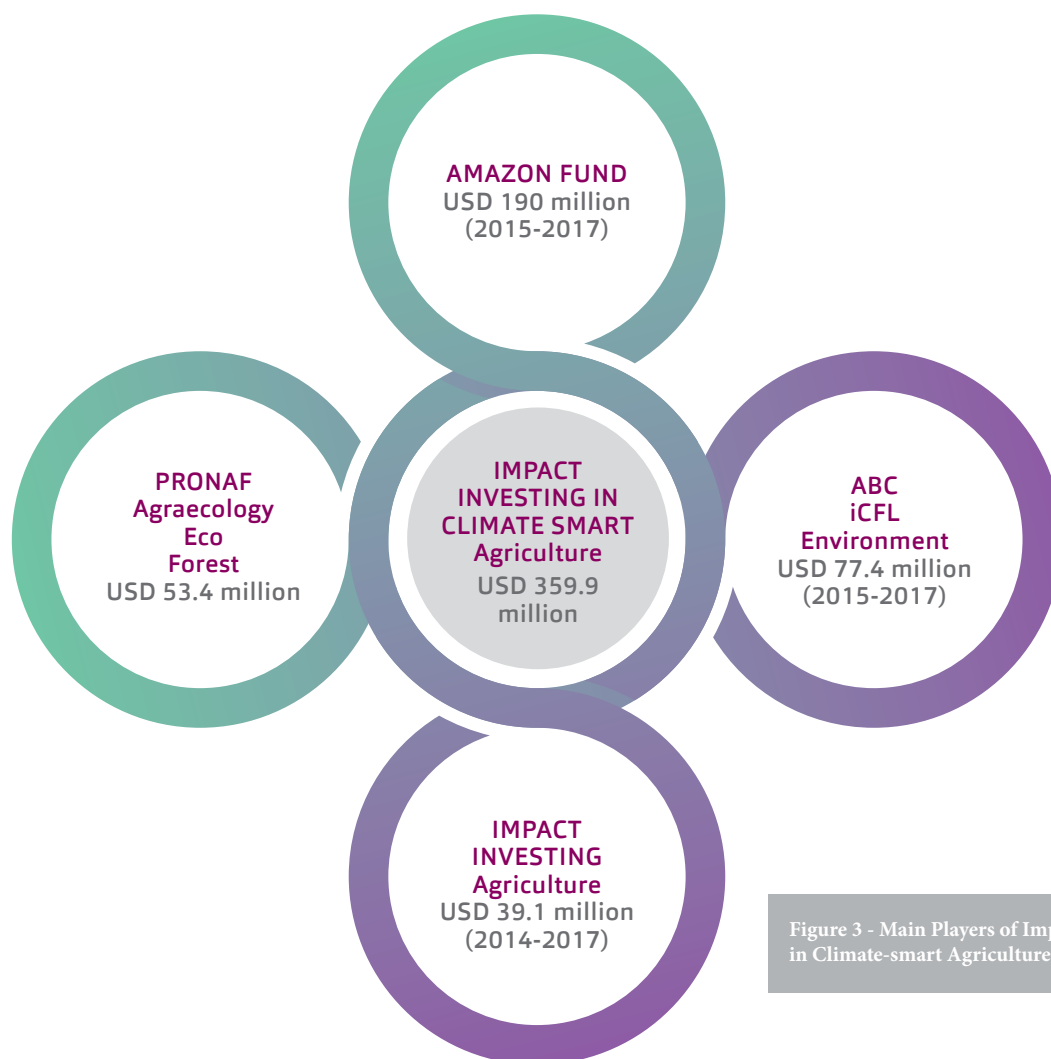 AMAZON FUND
USD 190 million
(2015-2017)
PRONAF
Agraecology
Eco
Forest
USD 53.4 million
IMPACT
INVESTING IN
CLIMATE SMART
Agriculture
USD 359.9
million
ABC
iCFL
Environment
USD 77.4 million
(2015-2017)
IMPACT
INVESTING
Agriculture
USD 39.1 million
(2014-2017)
Figure 3 - Main Players of
in Climate-smart Agriculture